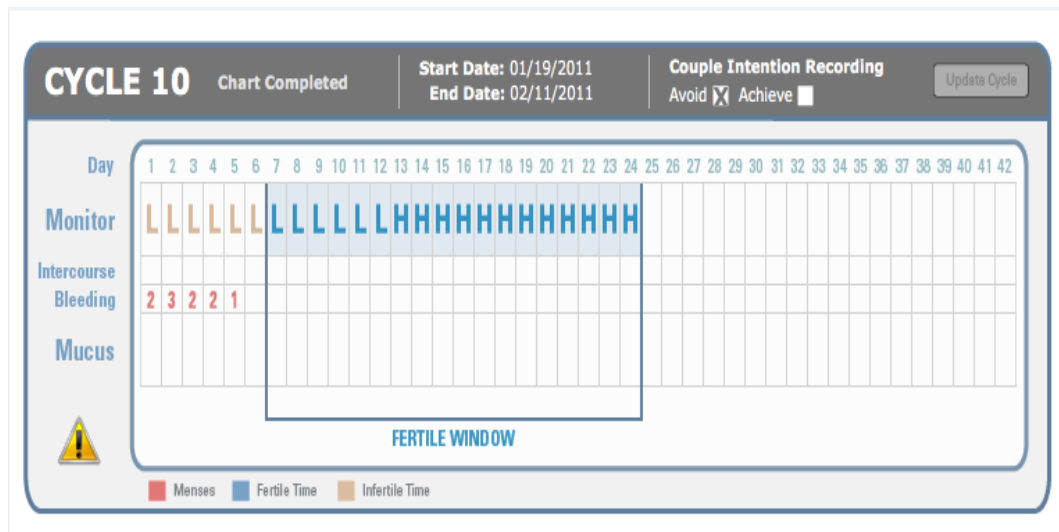 CYCLE 10 Chart Completed
Start Date: 01/19/2011
End Date: 02/11/2011
Couple Intention Recording
Avoid X Achieve
Update Cycle
Day 1 2 3 4 5 6 7 8 9 10 11 12 13 14 15 16 17 18 19 20 21 22 23 24 25 26 27 28 29 30 31 32 33 34 35 36 37 38 39 40 41 42
Monitor L L L L L L L L L L L L H H H H H H H H H H H H
Intercourse
Bleeding 2 3 2 2 1
Mucus
FERTILE WINDOW
Menses Fertile Time Infertile Time